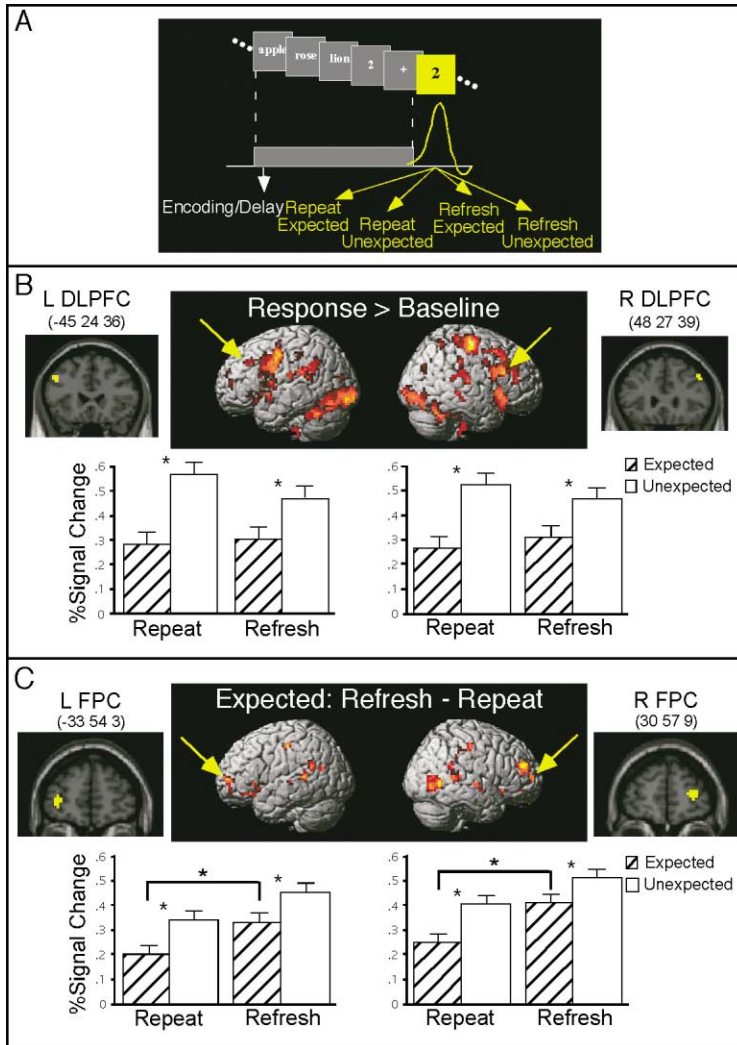 A
apple rose lion 2 + 2
Encoding/Delay
Repeat
Expected
Repeat
Unexpected
Refresh
Expected
Refresh
Unexpected
B
L DLPFC
(-45 24 36)
Response > Baseline
R DLPFC
(48 27 39)
%Signal Change
.6
.5
.4
.3
.2
.1
0
*
*
Repeat
Refresh
.6
.5
.4
.3
.2
.1
0
*
*
Repeat
Refresh
Expected
Unexpected
C
L FPC
(-33 54 3)
Expected: Refresh - Repeat
R FPC
(30 57 9)
%Signal Change
.6
.5
.4
.3
.2
.1
0
*
*
*
Repeat
Refresh
.6
.5
.4
.3
.2
.1
0
*
*
*
Repeat
Refresh
Expected
Unexpected